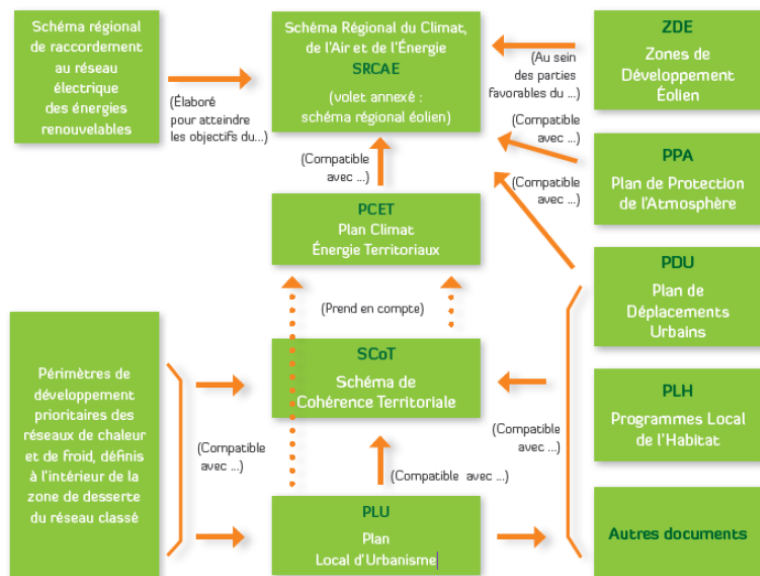 Schéma régional
de raccordement
au réseau
électrique
des énergies
renouvelables
(Élaboré
pour atteindre
les objectifs du...)
Schéma Régional du Climat,
de l'Air et de l'Énergie
SRCAE
(volet annexé :
schéma régional éolien)
(Au sein
des parties
favorables du ...)
ZDE
Zones de
Développement
Éolien
(Compatible
avec ...)
PPA
Plan de Protection
de l'Atmosphère
(Compatible
avec ...)
(Compatible
avec ...)
PCET
Plan Climat
Énergie Territoriaux
PDU
Plan de
Déplacements
Urbains
(Prend en compte)
Périmètres de
développement
prioritaires des
réseaux de chaleur
et de froid, définis
à l'intérieur de la
zone de desserte
du réseau classé
(Compatible
avec ...)
SCoT
Schéma de
Cohérence Territoriale
(Compatible
avec ...)
PLH
Programmes Local
de l'Habitat
(Compatible avec ...)
PLU
Plan
Local d'Urbanisme
Autres documents